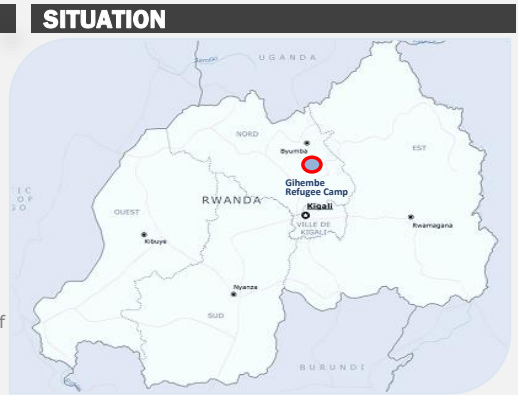 SITUATION
UGANDA
NORD
Byumba
EST
Gihembe
Refugee Camp
RWANDA
Kigali
VILLE DE
KIGALI
OUEST
Rwamagana
Kibuye
Nyanza
SUD
BURUNDI